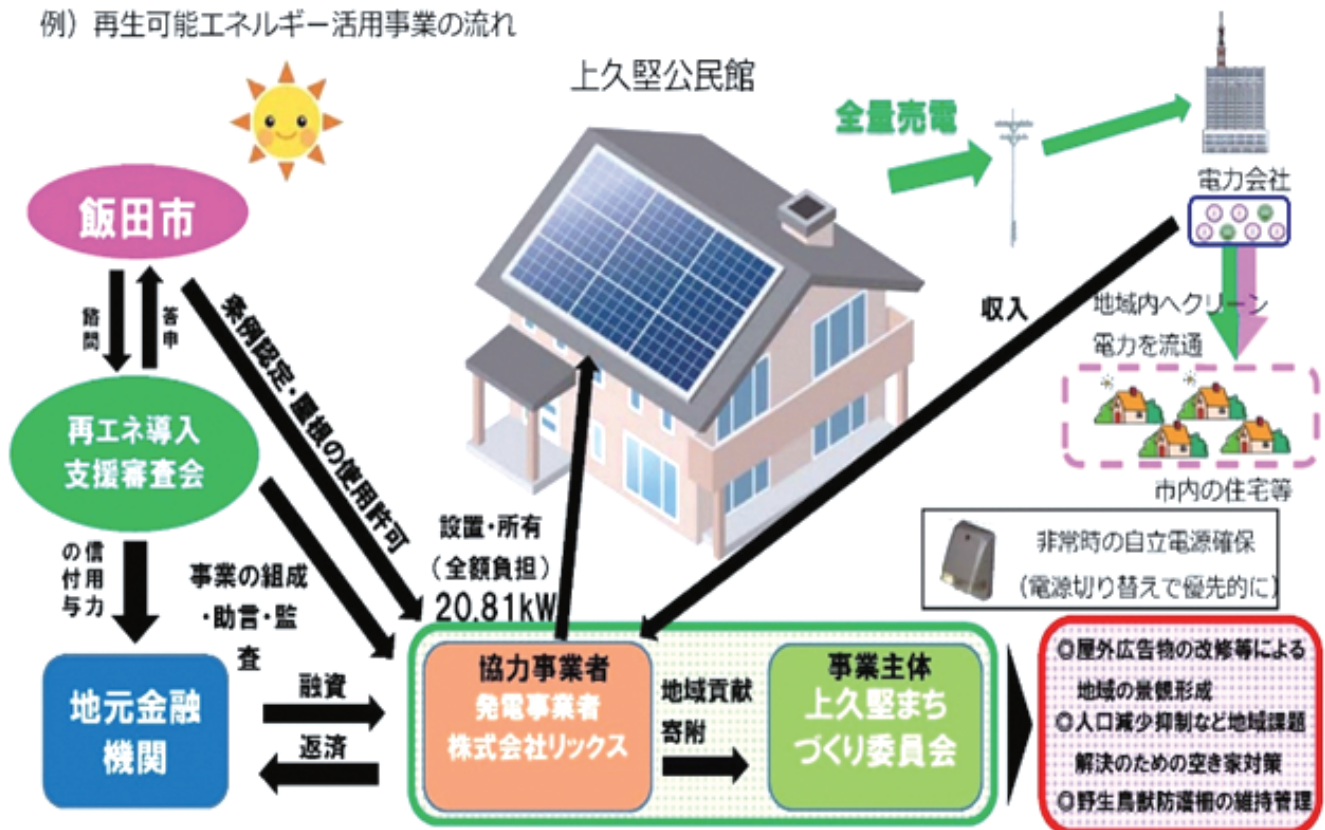 例）再生可能エネルギー活用事業の流れ
上久堅公民館
全量売電
電力会社
飯田市
諮問
答申
条例認定・屋根の使用許可
収入
地域内へクリーン
電力を流通
市内の住宅等
再エネ導入
支援審査会
信用力
の付与
事業の組成
・助言・監
査
設置・所有
（全額負担）
20.81kW
非常時の自立電源確保
（電源切り替えで優先的に）
地元金融
機関
融資
返済
協力事業者
発電事業者
株式会社リックス
地域貢献
寄附
事業主体
上久堅まち
づくり委員会
◎屋外広告物の改修等による
地域の景観形成
◎人口減少抑制など地域課題
解決のための空き家対策
◎野生鳥獣防護柵の維持管理